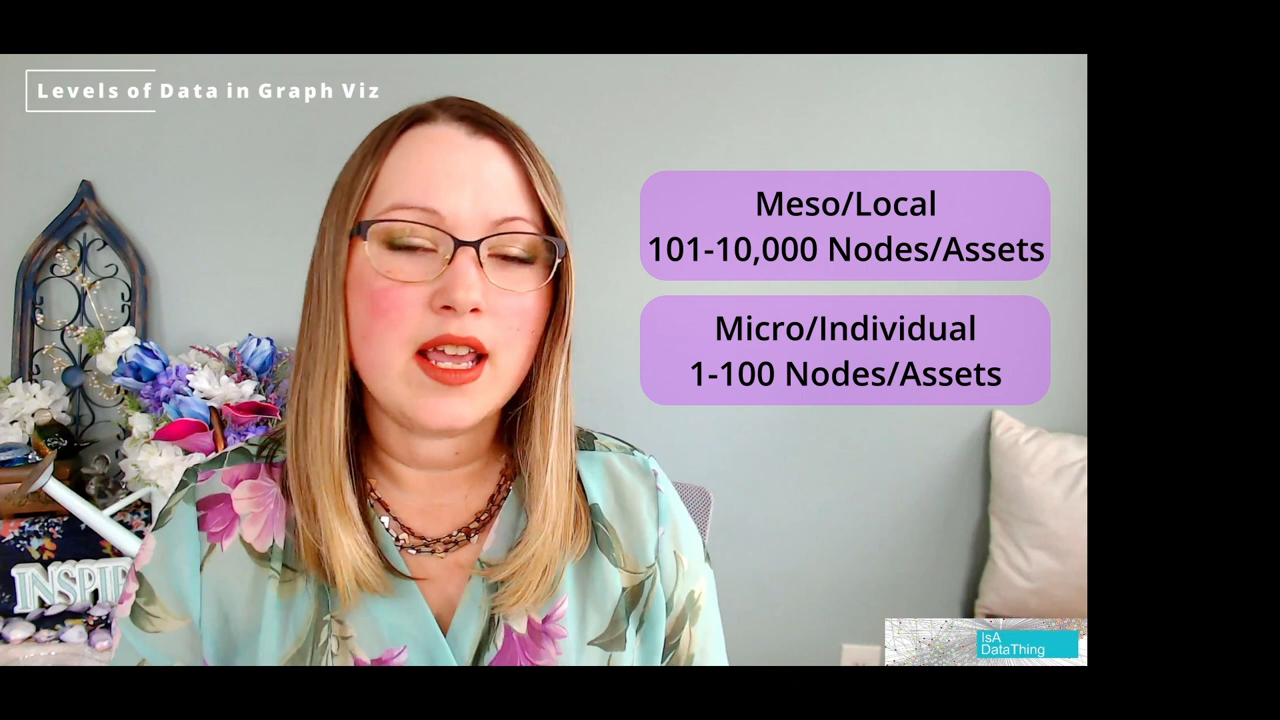 Levels of Data in Graph Viz
Meso/Local
101-10,000 Nodes/Assets
Micro/Individual
1-100 Nodes/Assets
INSPIR
IsA
DataThing